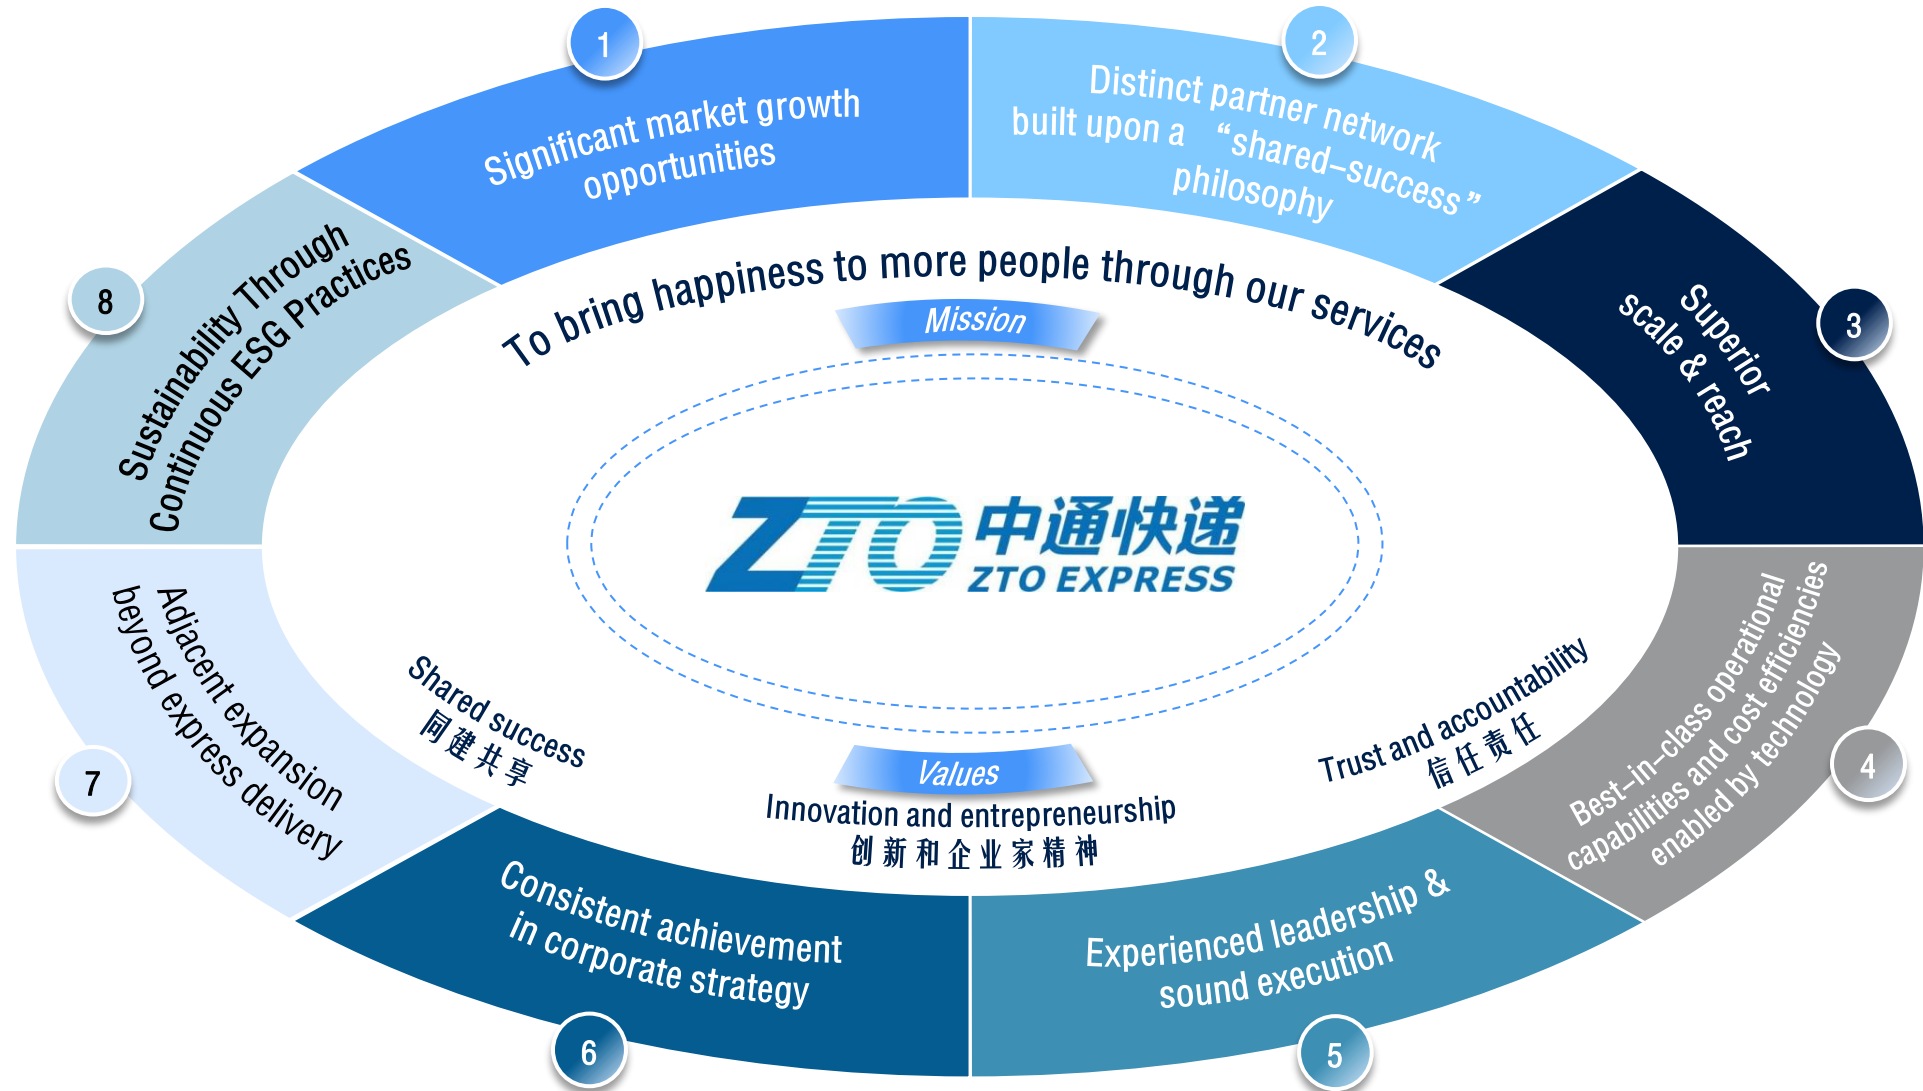 1
Significant market growth
opportunities
2
Distinct partner network
built upon a “shared–success”
philosophy
3
Superior
scale & reach
4
Best–in–class operational
capabilities and cost efficiencies
enabled by technology
5
Experienced leadership &
sound execution
6
Consistent achievement
in corporate strategy
7
Adjacent expansion
beyond express delivery
8
Sustainability Through
Continuous ESG Practices
To bring happiness to more people through our services
Mission
ZTO 中通快递
ZTO EXPRESS
Values
Shared success
同建共享
Innovation and entrepreneurship
创新和企业家精神
Trust and accountability
信任责任